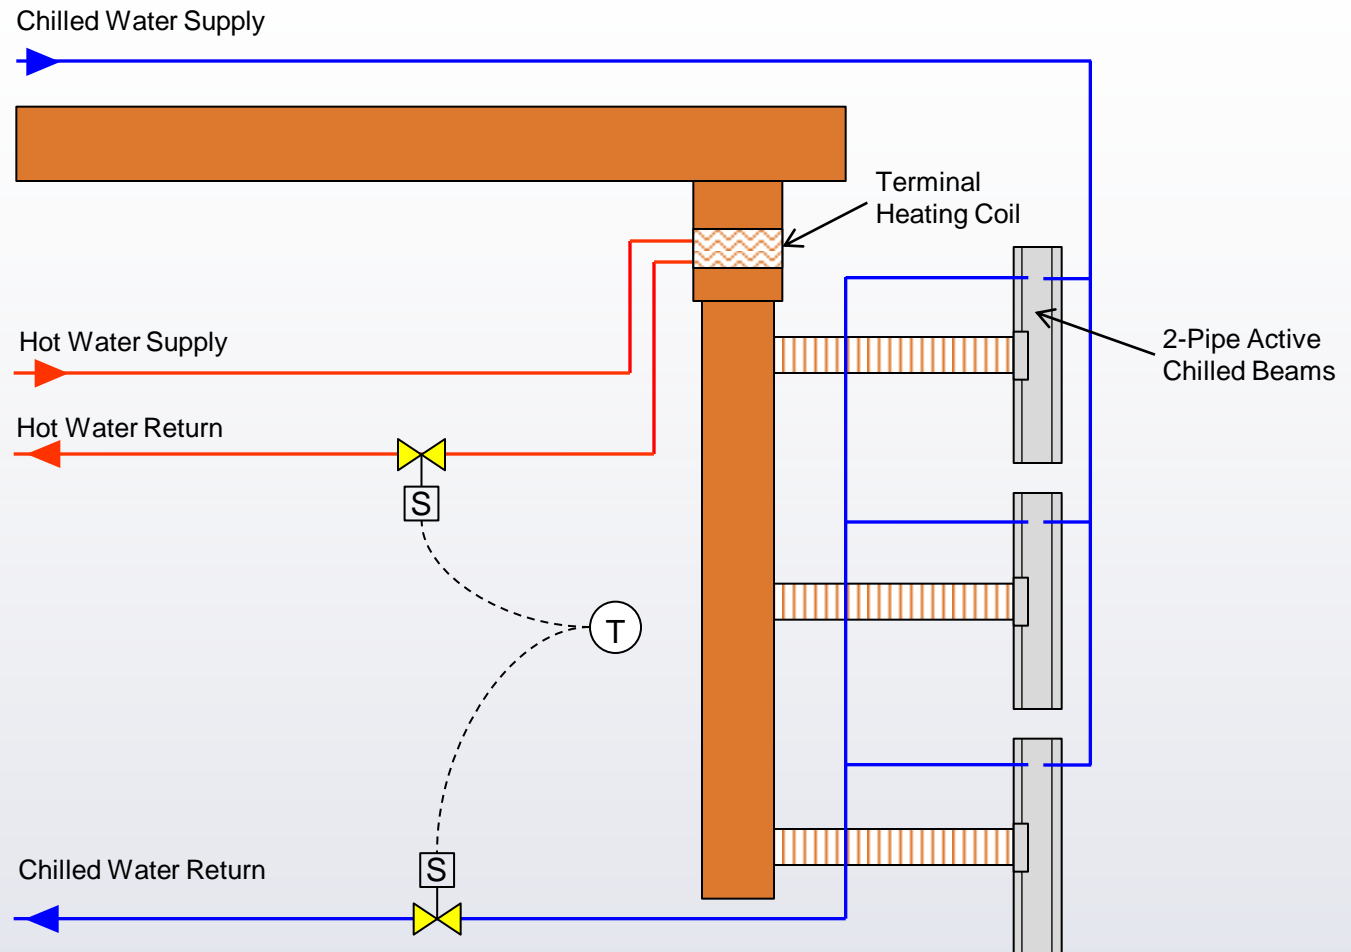 Chilled Water Supply
Terminal
Heating Coil
Hot Water Supply
2-Pipe Active
Chilled Beams
Hot Water Return
S
T
S
Chilled Water Return